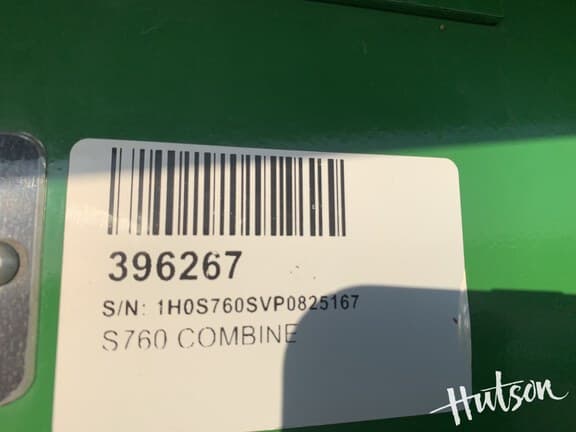 396267
S/N: 1H0S760SVP0825167
S760 COMBINE
Hutson